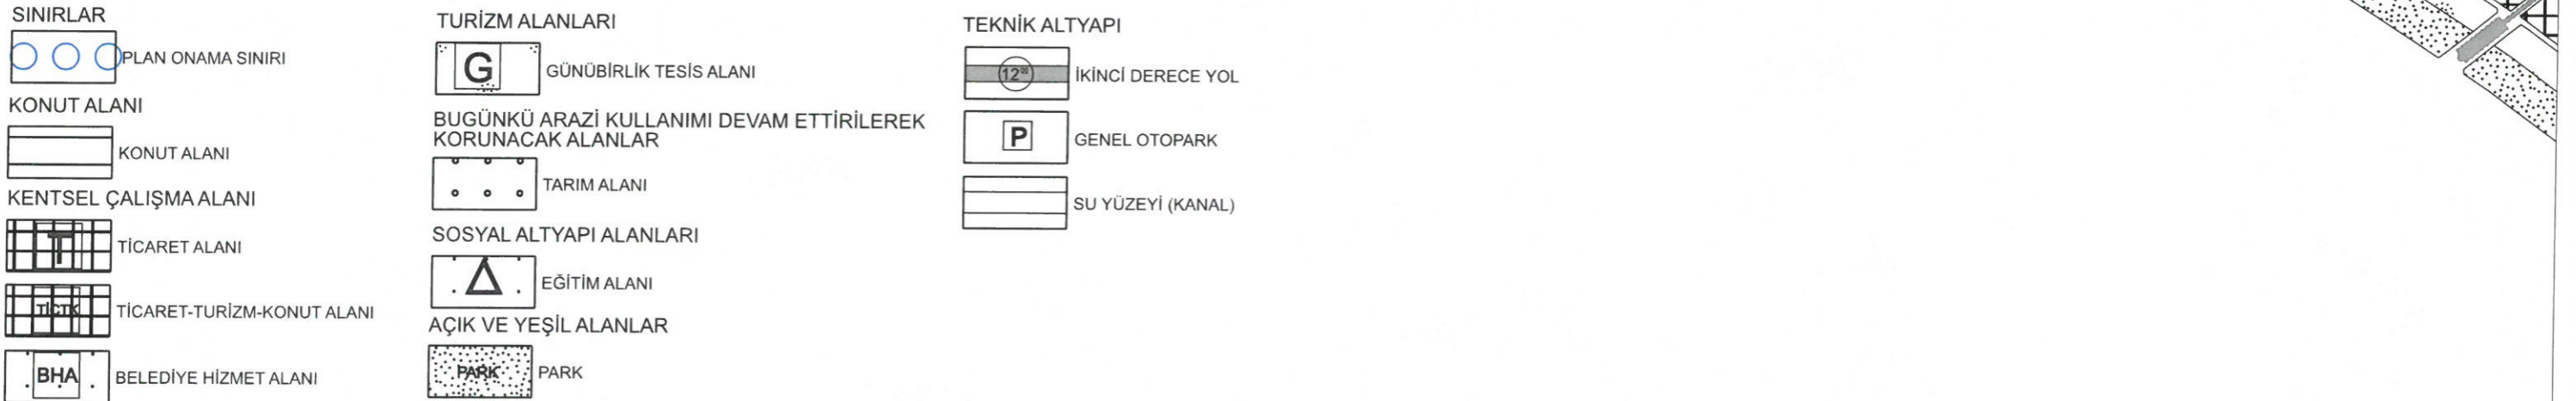 SINIRLAR
PLAN ONAMA SINIRI
KONUT ALANI
KONUT ALANI
KENTSEL ÇALIŞMA ALANI
T
TİCARET ALANI
TİCTK
TİCARET-TURİZM-KONUT ALANI
BHA
BELEDİYE HİZMET ALANI
TURİZM ALANLARI
G
GÜNÜBİRLİK TESİS ALANI
BUGÜNKÜ ARAZİ KULLANIMI DEVAM ETTİRİLEREK
KORUNACAK ALANLAR
TARIM ALANI
SOSYAL ALTYAPI ALANLARI
EĞİTİM ALANI
AÇIK VE YEŞİL ALANLAR
PARK
PARK
TEKNİK ALTYAPI
12⁰⁰
İKİNCİ DERECE YOL
P
GENEL OTOPARK
SU YÜZEYİ (KANAL)